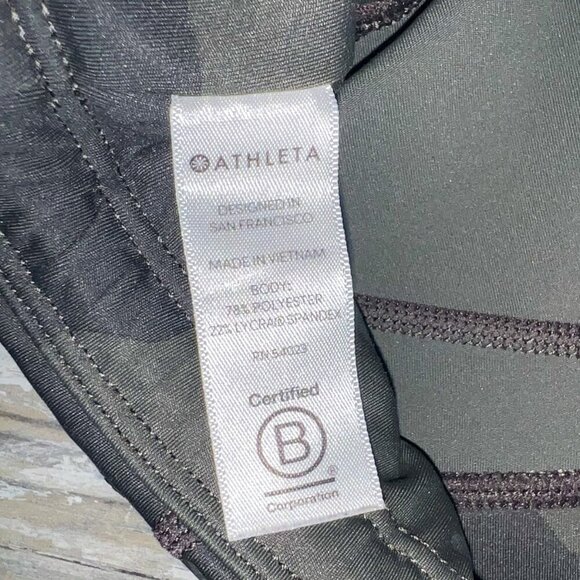 ATHLETA
DESIGNED IN
SAN FRANCISCO
MADE IN VIETNAM
BODY:
78% POLYESTER
22% LYCRA® SPANDEX
RN 54023
Certified
B
®
Corporation